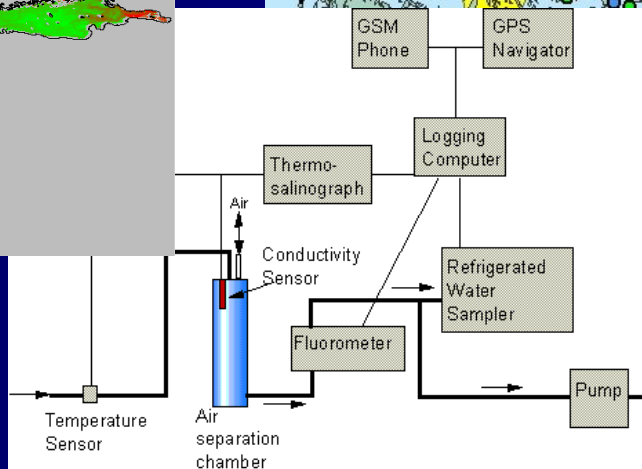 GSM
Phone
GPS
Navigator
Logging
Computer
Thermo-
salinograph
Air
Conductivity
Sensor
Refrigerated
Water
Sampler
Fluorometer
Pump
Temperature
Sensor
Air
separation
chamber